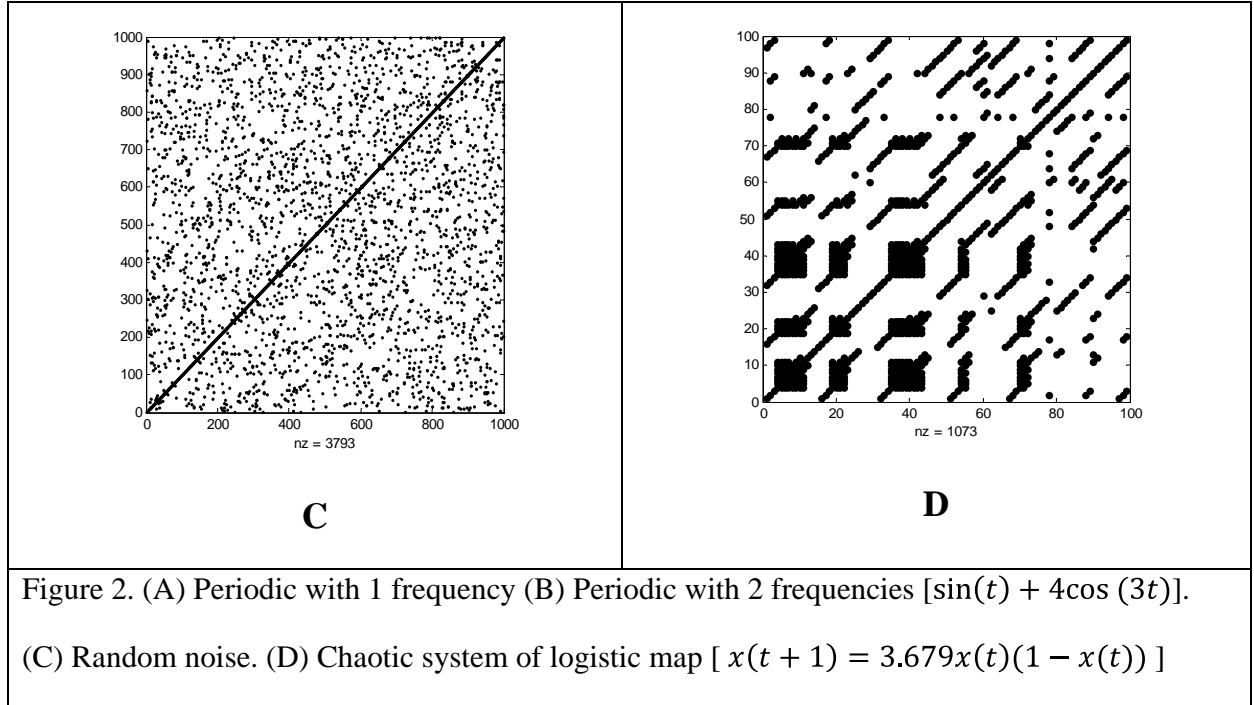 1000
900
800
700
600
500
400
300
200
100
0
0 200 400 600 800 1000
nz = 3793
C
100
90
80
70
60
50
40
30
20
10
0
0 20 40 60 80 100
nz = 1073
D
Figure 2. (A) Periodic with 1 frequency (B) Periodic with 2 frequencies [sin(𝑡) + 4cos (3𝑡)].
(C) Random noise. (D) Chaotic system of logistic map [ 𝑥(𝑡 + 1) = 3.679𝑥(𝑡)(1 − 𝑥(𝑡)) ]